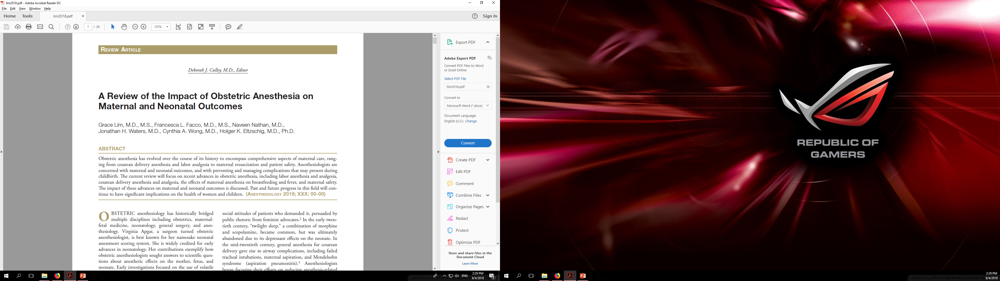 lim2018.pdf - Adobe Acrobat Reader DC
File Edit View Window Help
Home Tools lim2018.pdf
Sign In
1 / 24
125%
REVIEW ARTICLE
Deborah J. Culley, M.D., Editor
A Review of the Impact of Obstetric Anesthesia on
Maternal and Neonatal Outcomes
Grace Lim, M.D., M.S., Francesca L. Facco, M.D., M.S., Naveen Nathan, M.D.,
Jonathan H. Waters, M.D., Cynthia A. Wong, M.D., Holger K. Eltzschig, M.D., Ph.D.
ABSTRACT
Obstetric anesthesia has evolved over the course of its history to encompass comprehensive aspects of maternal care, rang-
ing from cesarean delivery anesthesia and labor analgesia to maternal resuscitation and patient safety. Anesthesiologists are
concerned with maternal and neonatal outcomes, and with preventing and managing complications that may present during
childbirth. The current review will focus on recent advances in obstetric anesthesia, including labor anesthesia and analgesia,
cesarean delivery anesthesia and analgesia, the effects of maternal anesthesia on breastfeeding and fever, and maternal safety.
The impact of these advances on maternal and neonatal outcomes is discussed. Past and future progress in this field will con-
tinue to have significant implications on the health of women and children. (ANESTHESIOLOGY 2018; XXX: 00-00)
OBSTETRIC anesthesiology has historically bridged
multiple disciplines including obstetrics, maternal-
fetal medicine, neonatology, general surgery, and anes-
thesiology. Virginia Apgar, a surgeon turned obstetric
anesthesiologist, is best known for her namesake neonatal
assessment scoring system. She is widely credited for early
advances in neonatology. Her contributions exemplify how
obstetric anesthesiologists sought answers to scientific ques-
tions about anesthetic effects on the mother, fetus, and
neonate. Early investigations focused on the use of volatile
social attitudes of patients who demanded it, persuaded by
public rhetoric from feminist advocates.2 In the early twen-
tieth century, “twilight sleep,” a combination of morphine
and scopolamine, became common, but was ultimately
abandoned due to its depressant effects on the neonate. In
the mid-twentieth century, general anesthesia for cesarean
delivery gave rise to airway complications, including failed
tracheal intubations, maternal aspiration, and Mendelsohn
syndrome (aspiration pneumonitis).3 Anesthesiologists
began focusing their efforts on reducing anesthesia-related
Export PDF
Adobe Export PDF
Convert PDF Files to Word
or Excel Online
Select PDF File
lim2018.pdf
Convert to
Microsoft Word (*.docx)
Document Language:
English (U.S.) Change
Convert
Create PDF
Edit PDF
Comment
Combine Files
Organize Pages
Redact
Protect
Optimize PDF
Store and share files in the
Document Cloud
Learn More
REPUBLIC OF
GAMERS
ENG
2:29 PM
8/4/2018
5
2:29 PM
8/4/2018